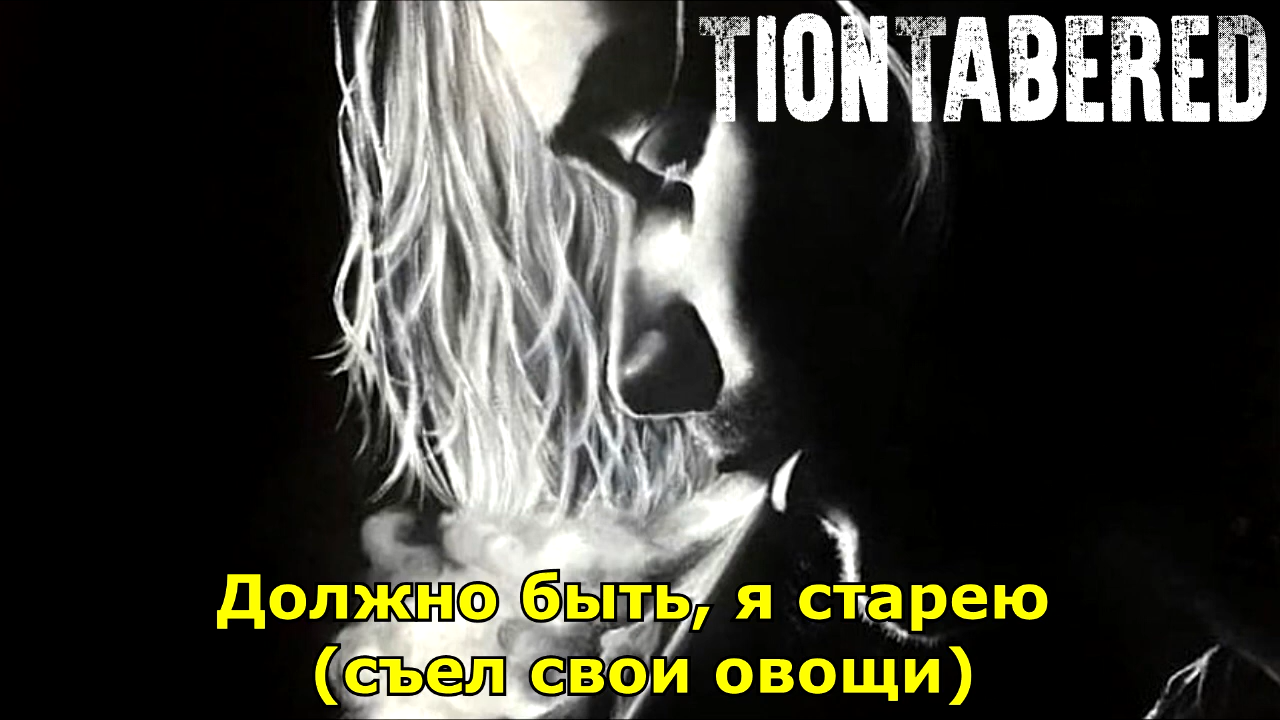 TIONTABERED
Должно быть, я старею
(съел свои овощи)